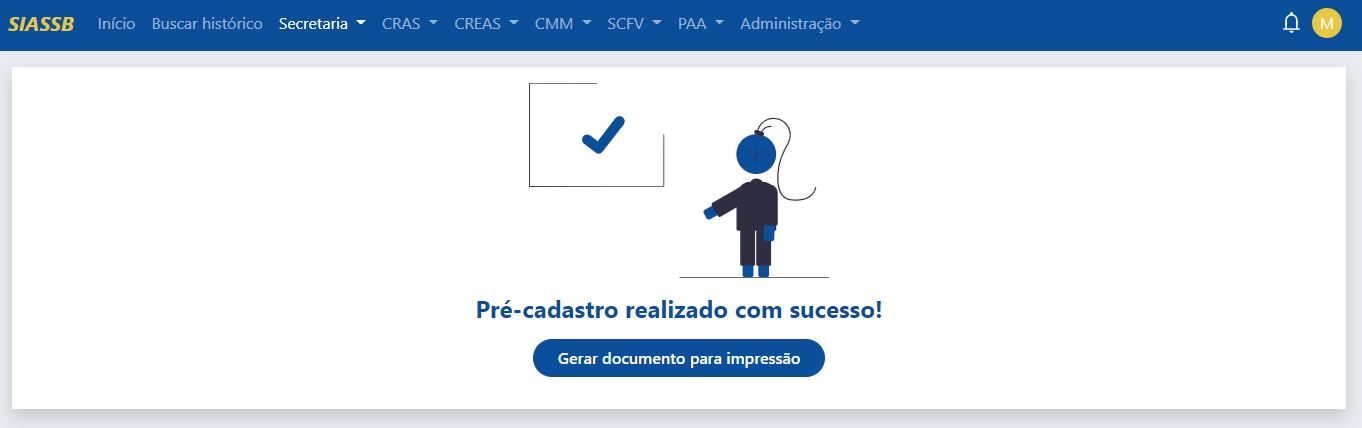 SIASSB Início Buscar histórico Secretaria CRAS CREAS CMM SCFV PAA Administração M
Pré-cadastro realizado com sucesso!
Gerar documento para impressão